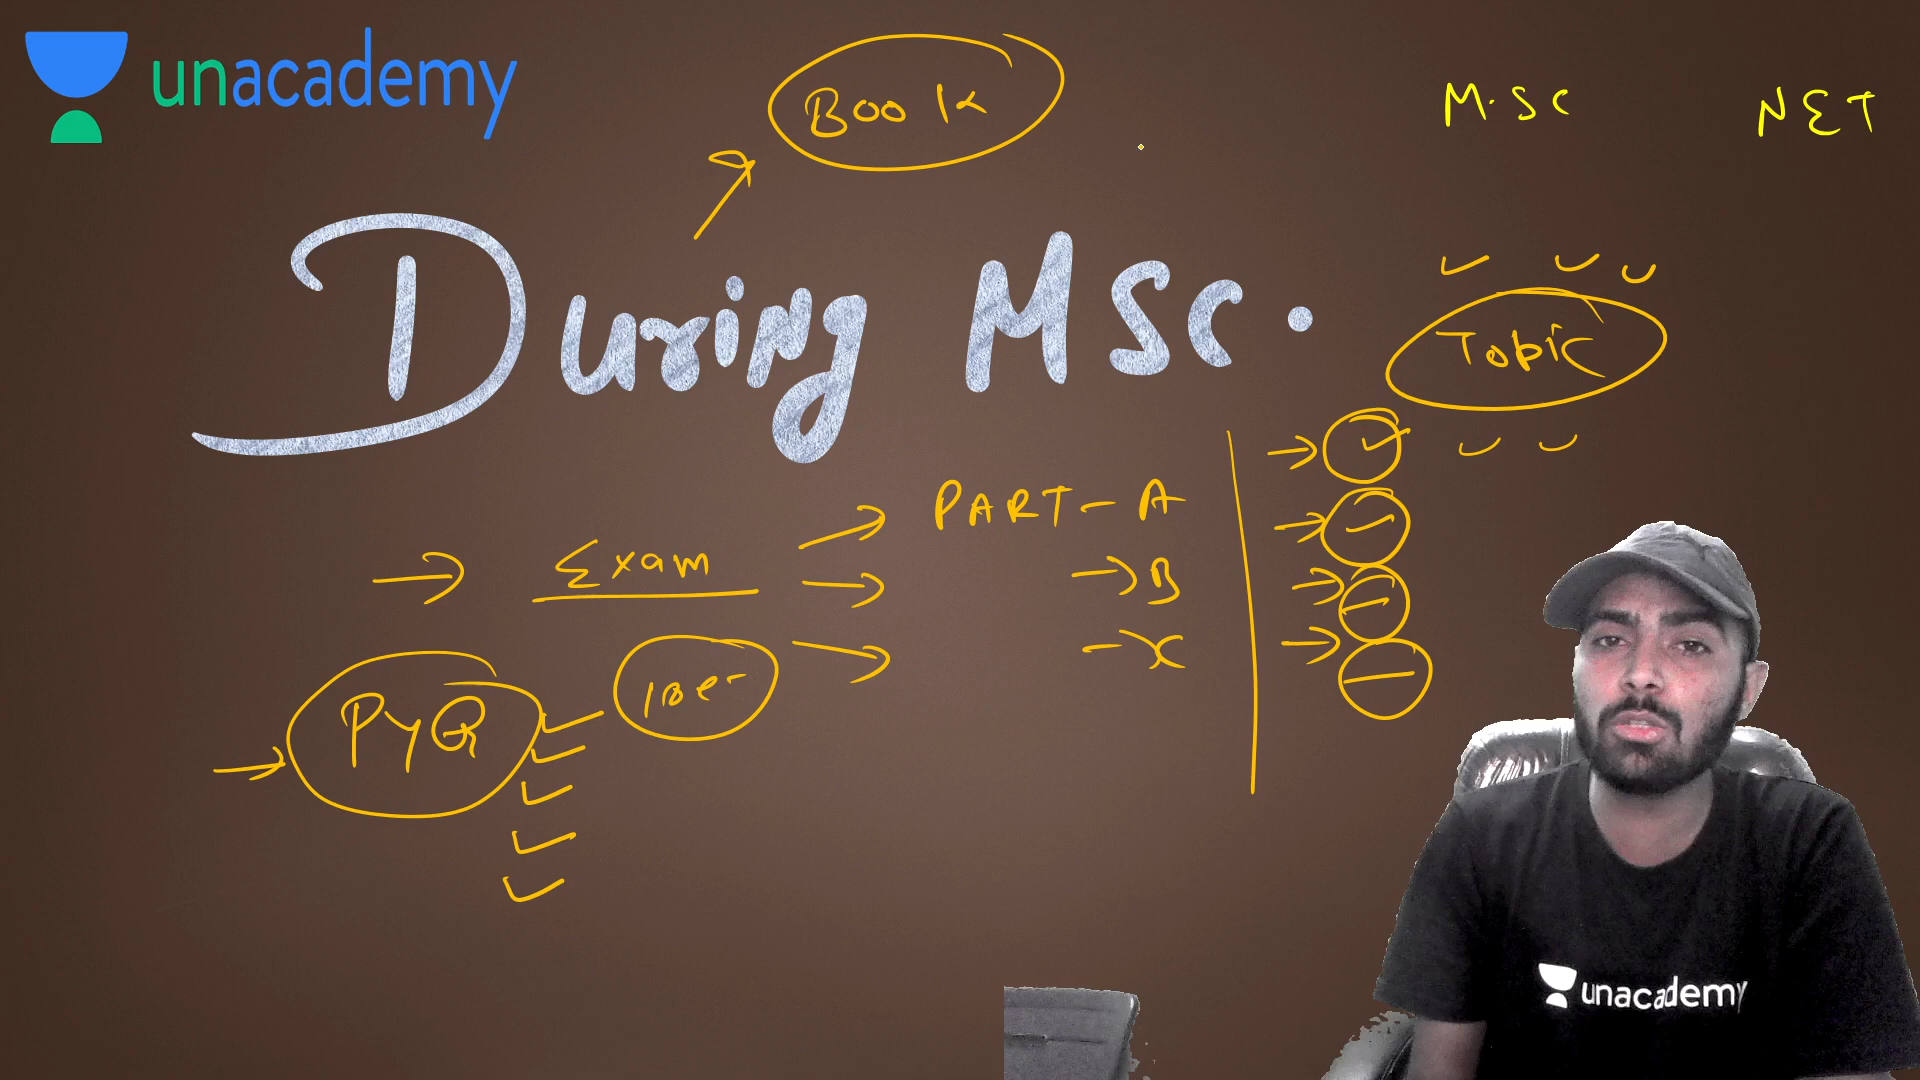 unacademy
Book
M.SC NET
During MSC.
Topic
PART-A
Exam
→B
PYQ
unacademy